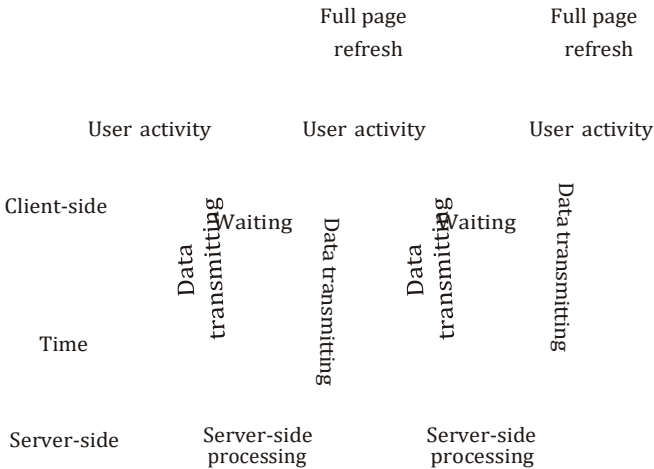 Full page
refresh
Full page
refresh
User activity
User activity
User activity
Client-side
Data
transmitting
Waiting
Data transmitting
Data
transmitting
Waiting
Data transmitting
Time
Server-side
Server-side
processing
Server-side
processing